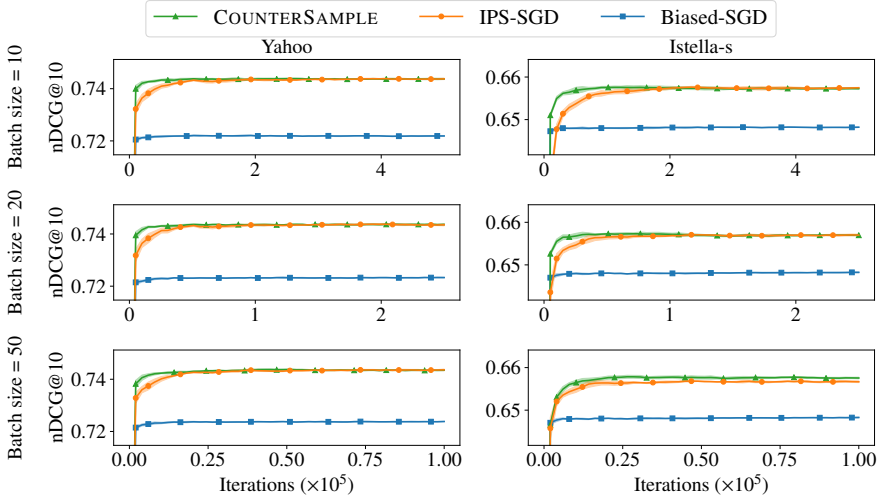 COUNTERSAMPLE IPS-SGD Biased-SGD
Yahoo Istella-s
Batch size = 10
nDCG@10
0.74
0.72
0 2 4
0.66
0.65
0 2 4
Batch size = 20
nDCG@10
0.74
0.72
0 1 2
0.66
0.65
0 1 2
Batch size = 50
nDCG@10
0.74
0.72
0.00 0.25 0.50 0.75 1.00
Iterations (×10⁵)
0.66
0.65
0.00 0.25 0.50 0.75 1.00
Iterations (×10⁵)